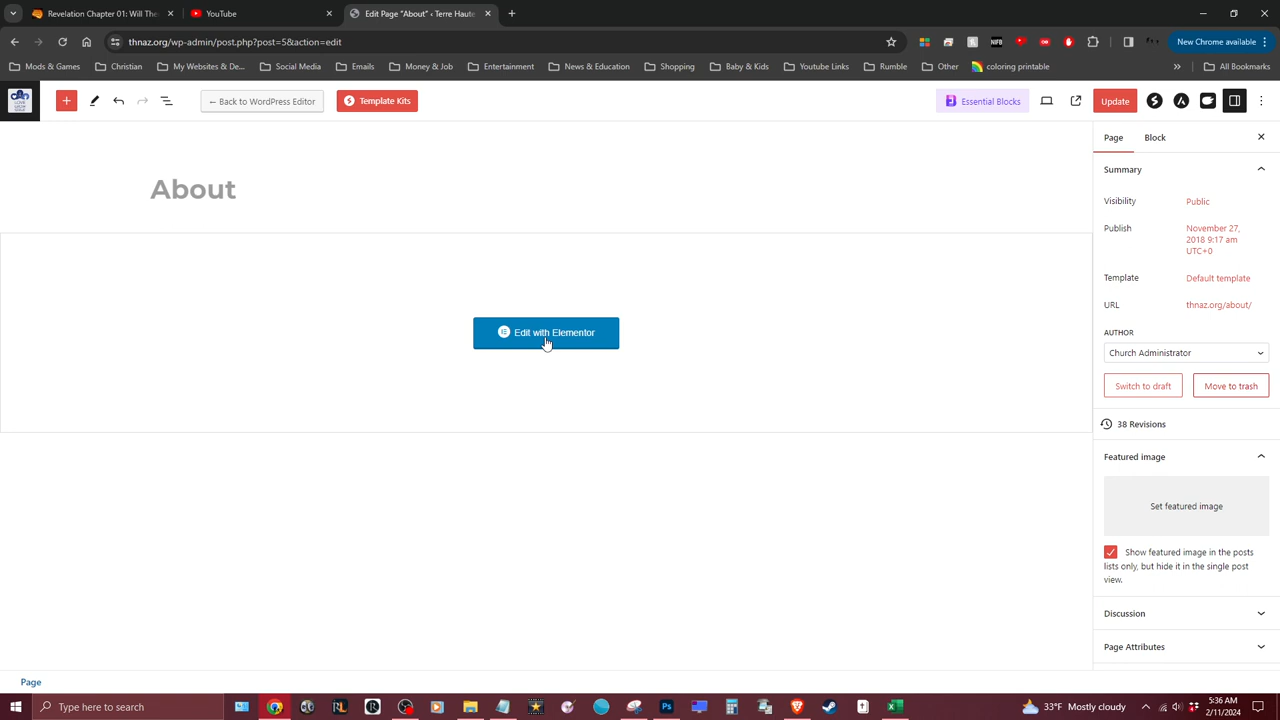 Revelation Chapter 01: Will The
YouTube
Edit Page "About" ‹ Terre Haute
thnaz.org/wp-admin/post.php?post=5&action=edit
New Chrome available
Mods & Games
Christian
My Websites & De...
Social Media
Emails
Money & Job
Entertainment
News & Education
Shopping
Baby & Kids
Youtube Links
Rumble
Other
coloring printable
»
All Bookmarks
← Back to WordPress Editor
Template Kits
Essential Blocks
Update
Page
Block
About
Summary
Visibility
Public
Publish
November 27,
2018 9:17 am
UTC+0
Template
Default template
URL
thnaz.org/about/
AUTHOR
Church Administrator
Switch to draft
Move to trash
Edit with Elementor
38 Revisions
Featured image
Set featured image
Show featured image in the posts
lists only, but hide it in the single post
view.
Discussion
Page Attributes
Page
Type here to search
33°F Mostly cloudy
5:36 AM
2/11/2024